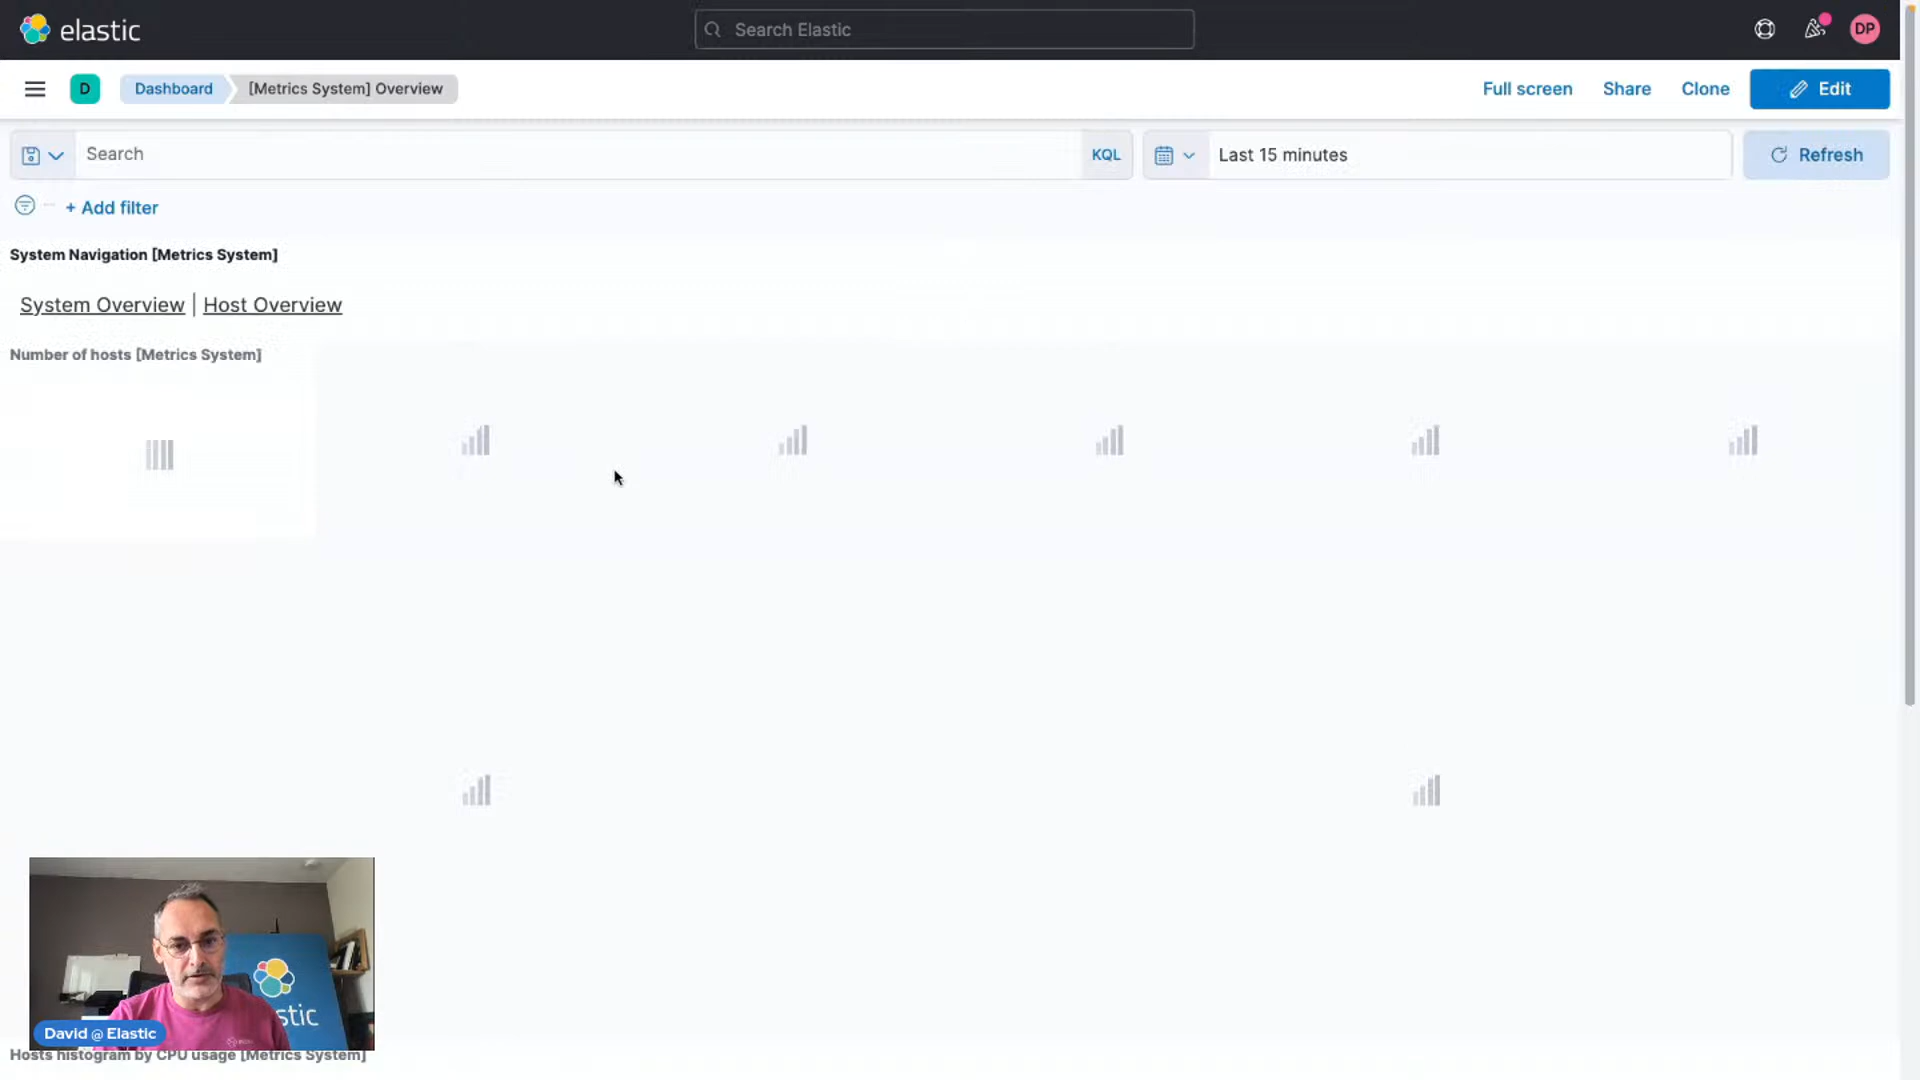 elastic
Search Elastic
DP
D
Dashboard
[Metrics System] Overview
Full screen
Share
Clone
Edit
Search
KQL
Last 15 minutes
Refresh
+ Add filter
System Navigation [Metrics System]
System Overview | Host Overview
Number of hosts [Metrics System]
stic
David @ Elastic
Hosts histogram by CPU usage [Metrics System]